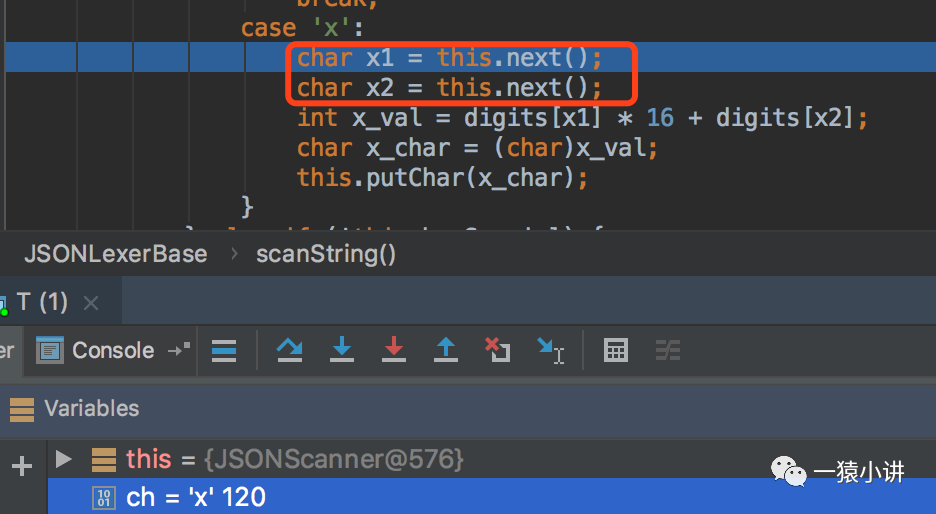 break;
case 'x':
char x1 = this.next();
char x2 = this.next();
int x_val = digits[x1] * 16 + digits[x2];
char x_char = (char)x_val;
this.putChar(x_char);
}
JSONLexerBase › scanString()
T (1) ×
er Console
Variables
this = {JSONScanner@576}
ch = 'x' 120
一猿小讲